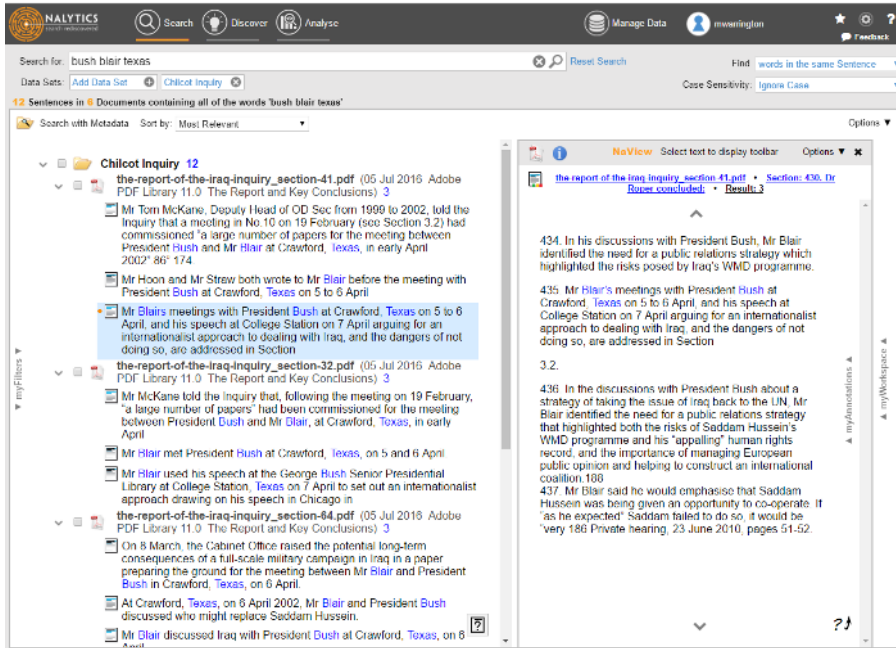 NALYTICS
search rediscovered
Search
Discover
Analyse
Manage Data
mwanington
?
Feedback
Search for: bush blair texas
Reset Search
Find words in the same Sentence
Data Sets: Add Data Set Chilcot Inquiry
Case Sensitivity: Ignore Case
12 Sentences in 6 Documents containing all of the words 'bush blair texas'
Search with Metadata Sort by: Most Relevant
Options ▼
myFilters
Chilcot Inquiry 12
the-report-of-the-iraq-inquiry_section-41.pdf (05 Jul 2016 Adobe
PDF Library 11.0 The Report and Key Conclusions) 3
Mr Tom McKane, Deputy Head of OD Sec from 1999 to 2002, told the
Inquiry that a meeting in No.10 on 19 February (see Section 3.2) had
commissioned "a large number of papers for the meeting between
President Bush and Mr Blair at Crawford, Texas, in early April
2002" 86" 174
Mr Hoon and Mr Straw both wrote to Mr Blair before the meeting with
President Bush at Crawford, Texas on 5 to 6 April
Mr Blairs meetings with President Bush at Crawford, Texas on 5 to 6
April, and his speech at College Station on 7 April arguing for an
internationalist approach to dealing with Iraq, and the dangers of not
doing so, are addressed in Section
the-report-of-the-iraq-inquiry_section-32.pdf (05 Jul 2016 Adobe
PDF Library 11.0 The Report and Key Conclusions) 3
Mr McKane told the Inquiry that, following the meeting on 19 February,
"a large number of papers" had been commissioned for the meeting
between President Bush and Mr Blair, at Crawford, Texas, in early
April
Mr Blair met President Bush at Crawford, Texas, on 5 and 6 April
Mr Blair used his speech at the George Bush Senior Presidential
Library at College Station, Texas on 7 April to set out an internationalist
approach drawing on his speech in Chicago in
the-report-of-the-iraq-inquiry_section-64.pdf (05 Jul 2016 Adobe
PDF Library 11.0 The Report and Key Conclusions) 3
On 8 March, the Cabinet Office raised the potential long-term
consequences of a full-scale military campaign in Iraq in a paper
preparing the ground for the meeting between Mr Blair and President
Bush in Crawford, Texas, on 6 April.
At Crawford, Texas, on 6 April 2002, Mr Blair and President Bush
discussed who might replace Saddam Hussein.
Mr Blair discussed Iraq with President Bush at Crawford, Texas, on 6
April
?
NaView Select text to display toolbar Options ▼ ✖
the-report-of-the-iraq-inquiry_section-41.pdf • Section: 430. Dr
Roper concluded: • Result: 3
434. In his discussions with President Bush, Mr Blair
identified the need for a public relations strategy which
highlighted the risks posed by Iraq's WMD programme.
435. Mr Blair's meetings with President Bush at
Crawford, Texas on 5 to 6 April, and his speech at
College Station on 7 April arguing for an internationalist
approach to dealing with Iraq, and the dangers of not
doing so, are addressed in Section
3.2.
436. In the discussions with President Bush about a
strategy of taking the issue of Iraq back to the UN, Mr
Blair identified the need for a public relations strategy
that highlighted both the risks of Saddam Hussein's
WMD programme and his "appalling" human rights
record, and the importance of managing European
public opinion and helping to construct an international
coalition.188
437. Mr Blair said he would emphasise that Saddam
Hussein was being given an opportunity to co-operate. If
"as he expected" Saddam failed to do so, it would be
"very 186 Private hearing, 23 June 2010, pages 51-52.
?
myAnnotations
myWorkspace